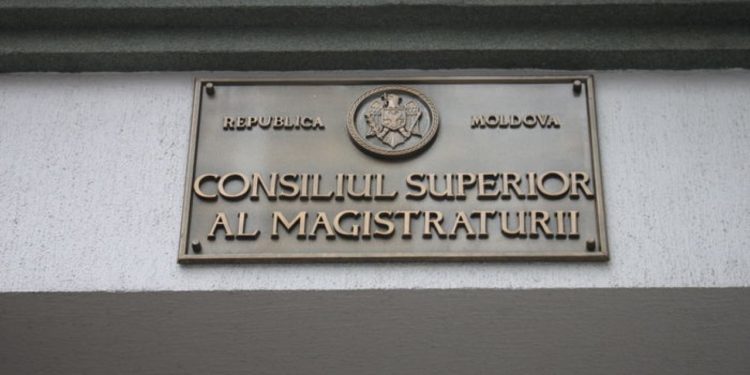 REPUBLICA MOLDOVA
CONSILIUL SUPERIOR
AL MAGISTRATURII